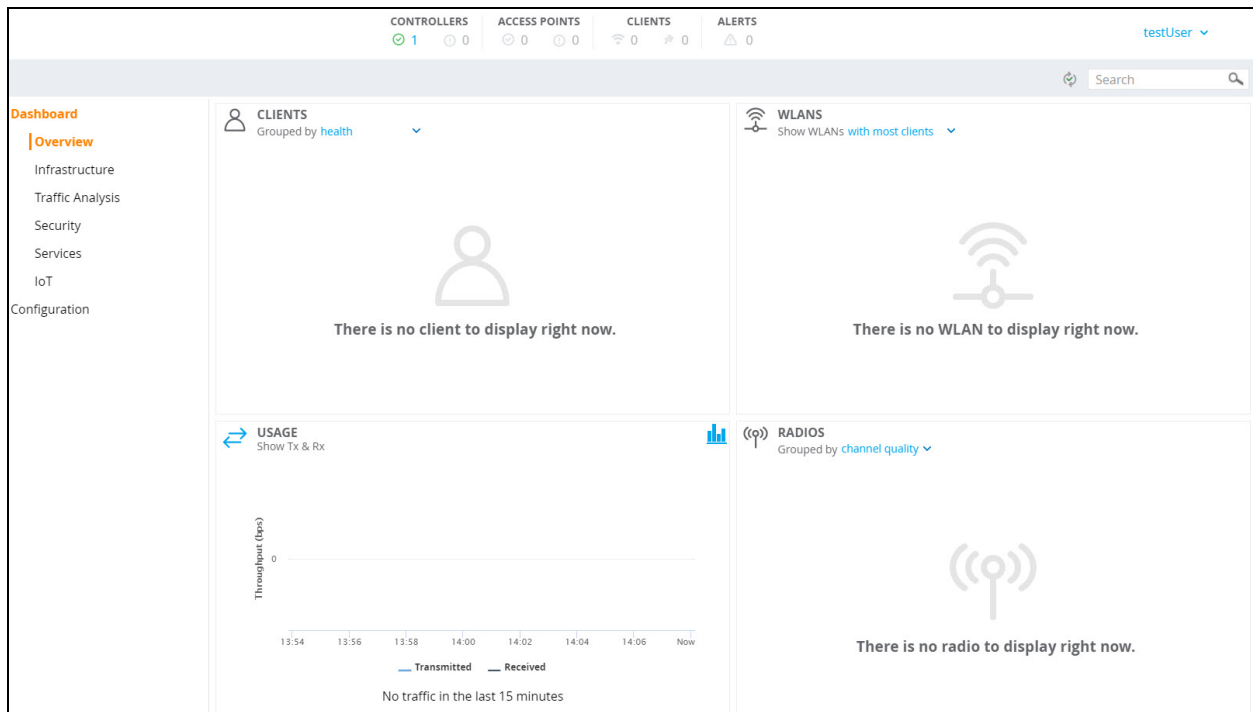 CONTROLLERS ACCESS POINTS CLIENTS ALERTS
1 0 0 0 0 0 0
testUser
Search
Dashboard
Overview
Infrastructure
Traffic Analysis
Security
Services
IoT
Configuration
CLIENTS
Grouped by health
There is no client to display right now.
WLANS
Show WLANs with most clients
There is no WLAN to display right now.
USAGE
Show Tx & Rx
Throughput (bps)
0
13:54 13:56 13:58 14:00 14:02 14:04 14:06 Now
Transmitted Received
No traffic in the last 15 minutes
RADIOS
Grouped by channel quality
There is no radio to display right now.